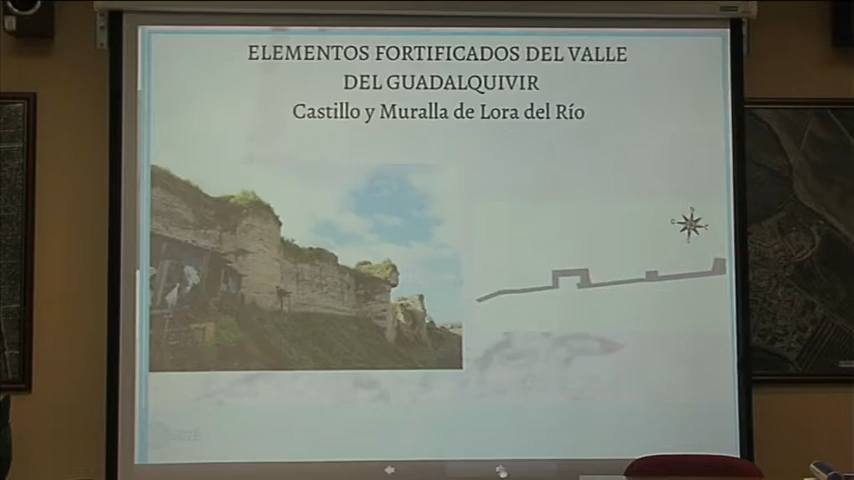 ELEMENTOS FORTIFICADOS DEL VALLE
DEL GUADALQUIVIR
Castillo y Muralla de Lora del Río